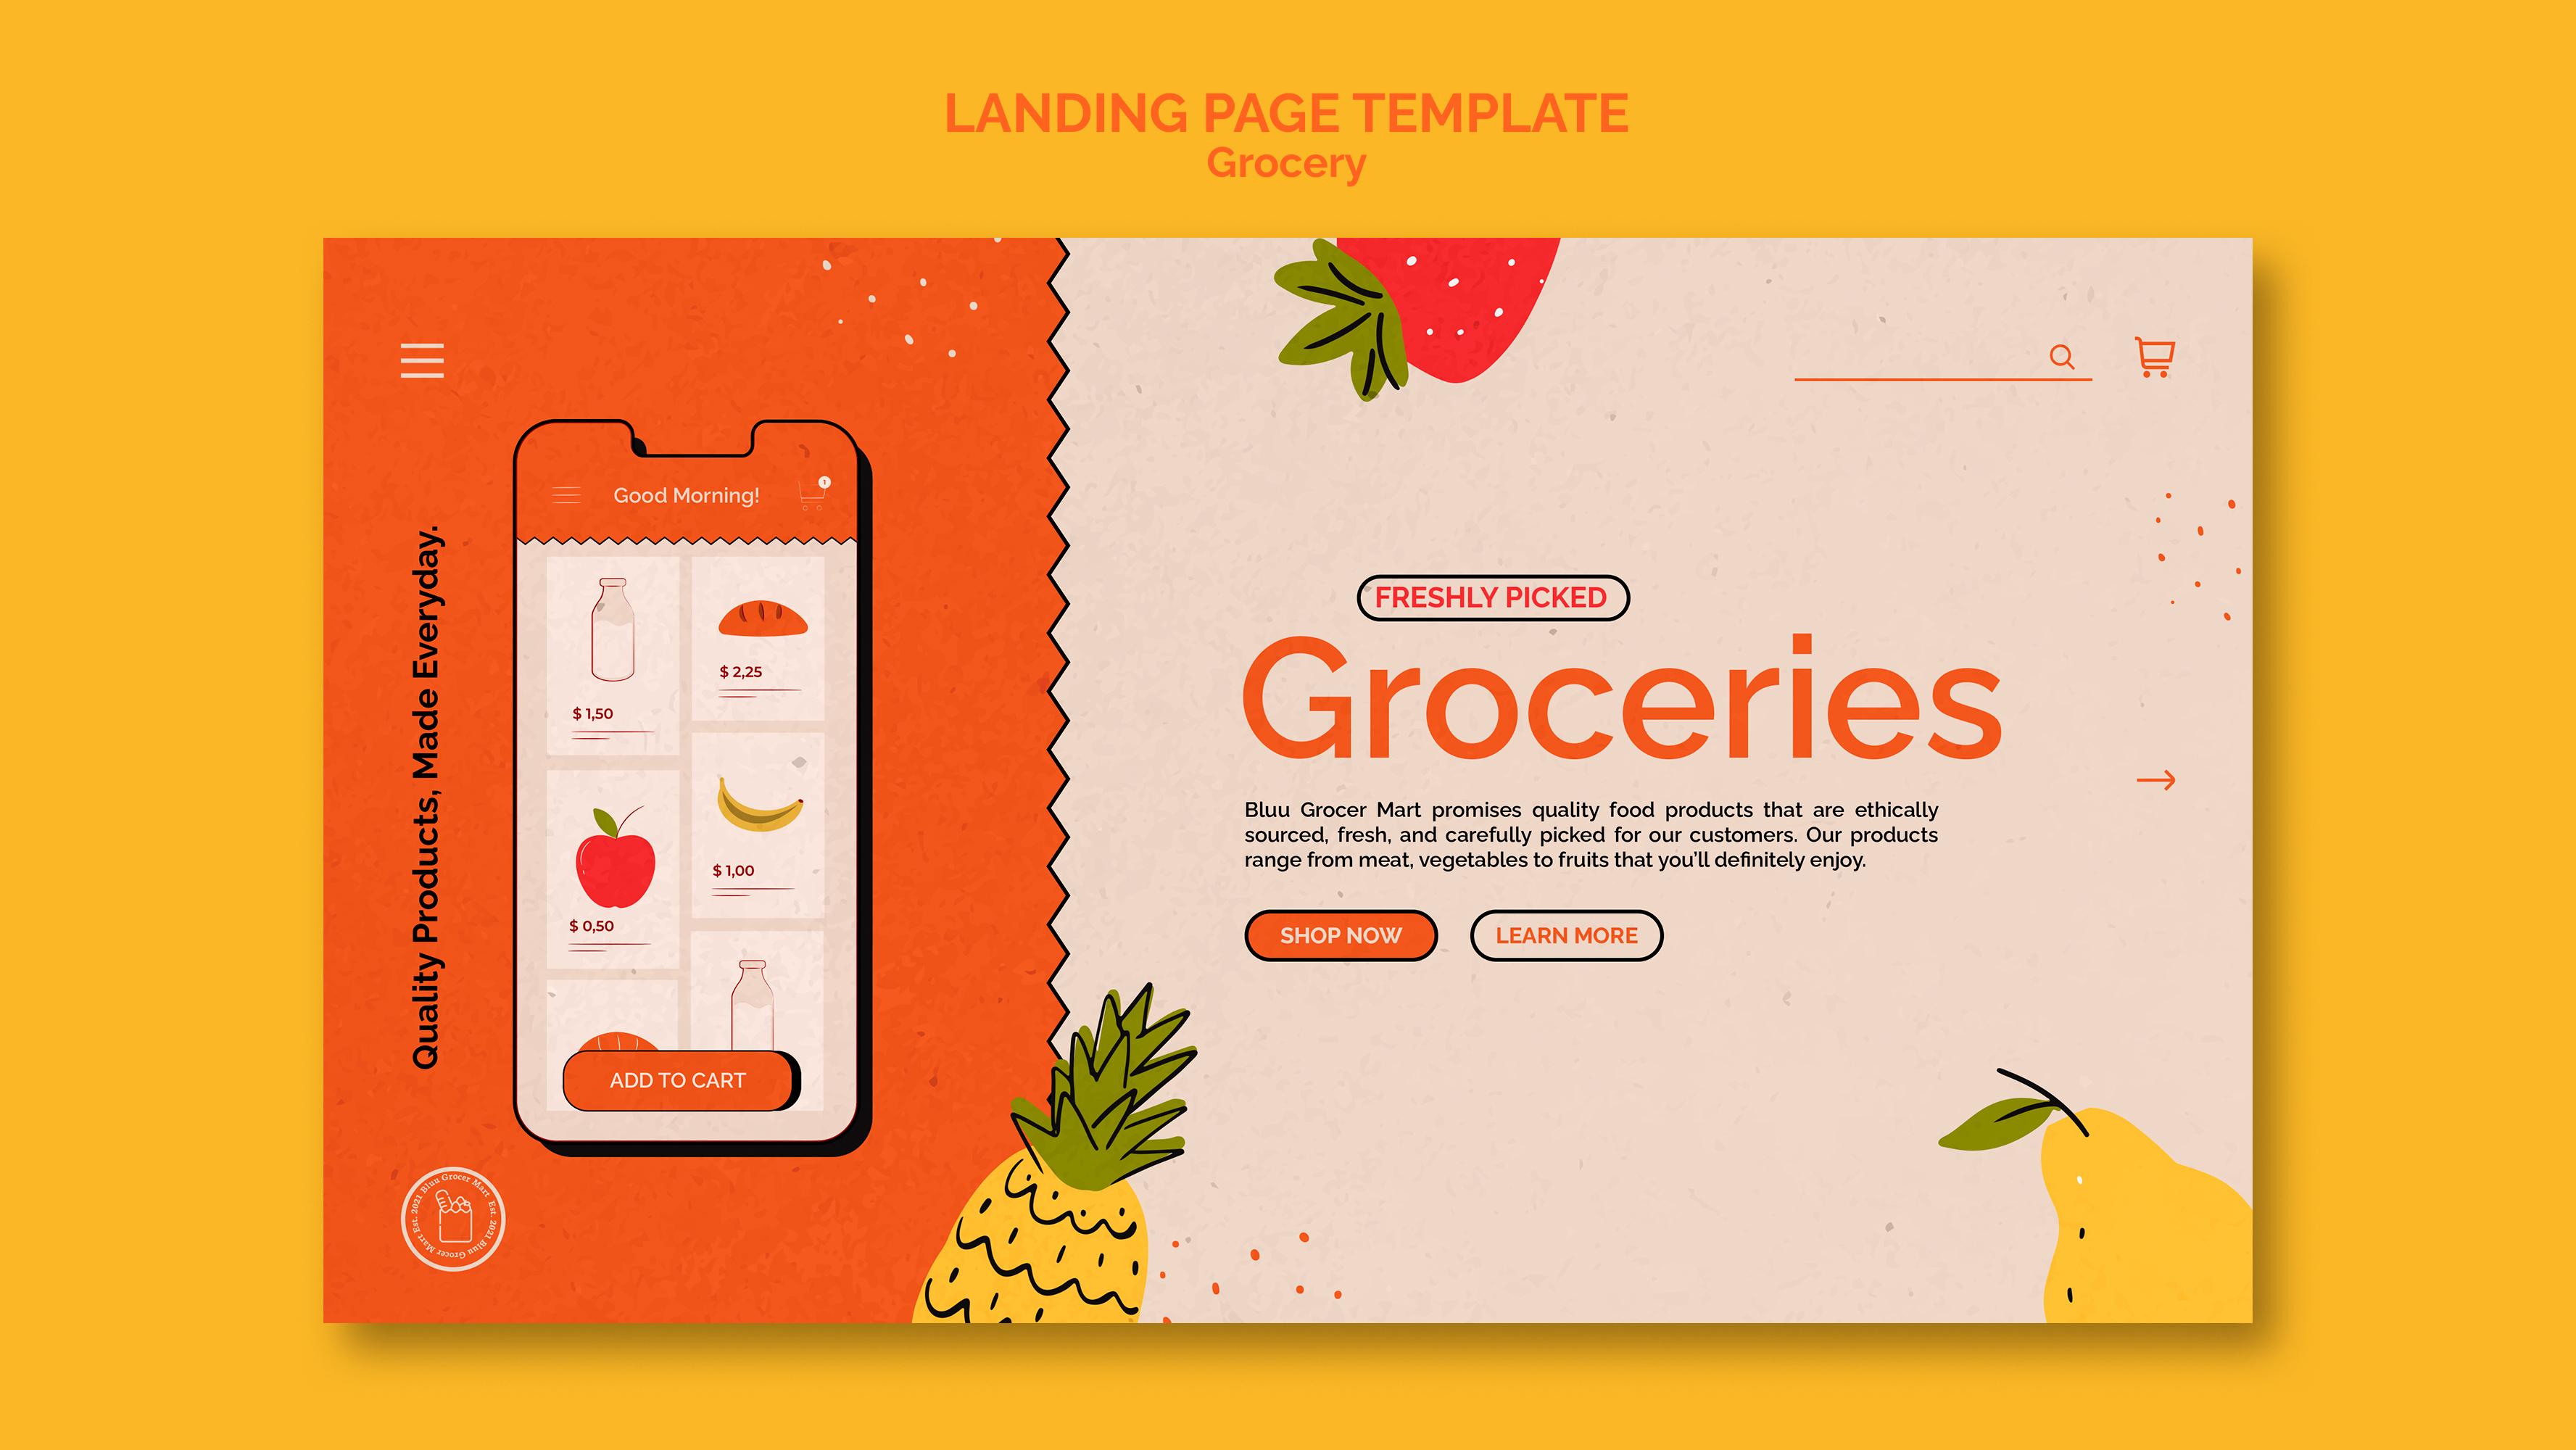 LANDING PAGE TEMPLATE
Grocery
Quality Products, Made Everyday.
Good Morning!
1
$ 1,50
$ 2,25
$ 0,50
$ 1,00
ADD TO CART
Bluu Grocer Mart Est. 2021 Bluu Grocer Mart Est. 2021
FRESHLY PICKED
Groceries
Bluu Grocer Mart promises quality food products that are ethically
sourced, fresh, and carefully picked for our customers. Our products
range from meat, vegetables to fruits that you’ll definitely enjoy.
SHOP NOW
LEARN MORE